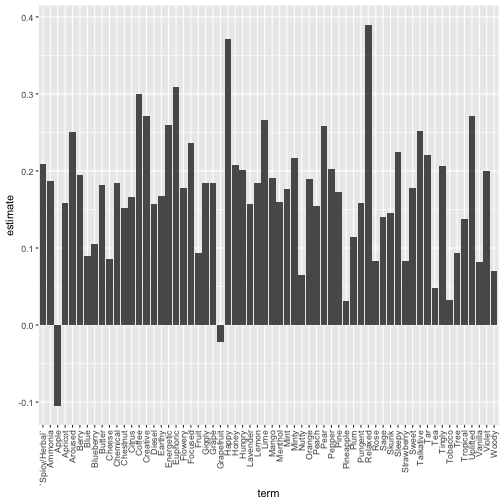 0.4
0.3
0.2
0.1
0.0
-0.1
estimate
`Spicy/Herbal`
Ammonia
Apple
Apricot
Aroused
Berry
Blue
Blueberry
Butter
Cheese
Chemical
Chestnut
Citrus
Coffee
Creative
Diesel
Earthy
Energetic
Euphoric
Flowery
Focused
Fruit
Giggly
Grape
Grapefruit
Happy
Honey
Hungry
Lavender
Lemon
Lime
Mango
Menthol
Mint
Minty
Nutty
Orange
Peach
Pear
Pepper
Pine
Pineapple
Plum
Pungent
Relaxed
Rose
Sage
Skunk
Sleepy
Strawberry
Sweet
Talkative
Tar
Tea
Tingly
Tobacco
Tree
Tropical
Uplifted
Vanilla
Violet
Woody
term